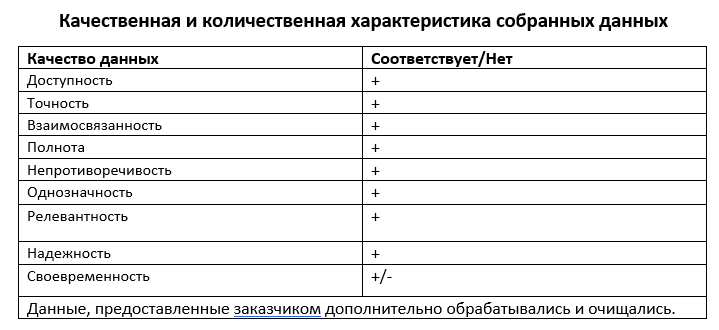 Качественная и количественная характеристика собранных данных
Качество данных Соответствует/Нет
Доступность +
Точность +
Взаимосвязанность +
Полнота +
Непротиворечивость +
Однозначность +
Релевантность +
Надежность +
Своевременность +/-
Данные, предоставленные заказчиком дополнительно обрабатывались и очищались.